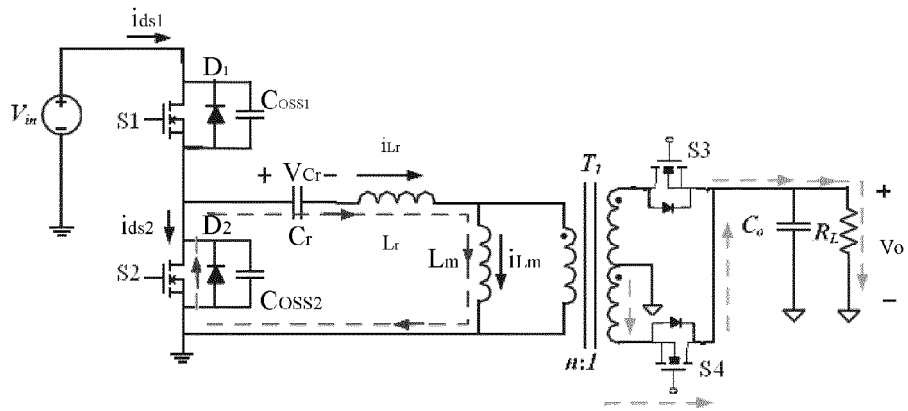 ids1
D1
Vin
S1
COSS1
+ VCr −
iLr
T1
S3
ids2
D2
Cr
Lr
Lm
iLm
Co
RL
+
Vo
−
S2
COSS2
n:1
S4